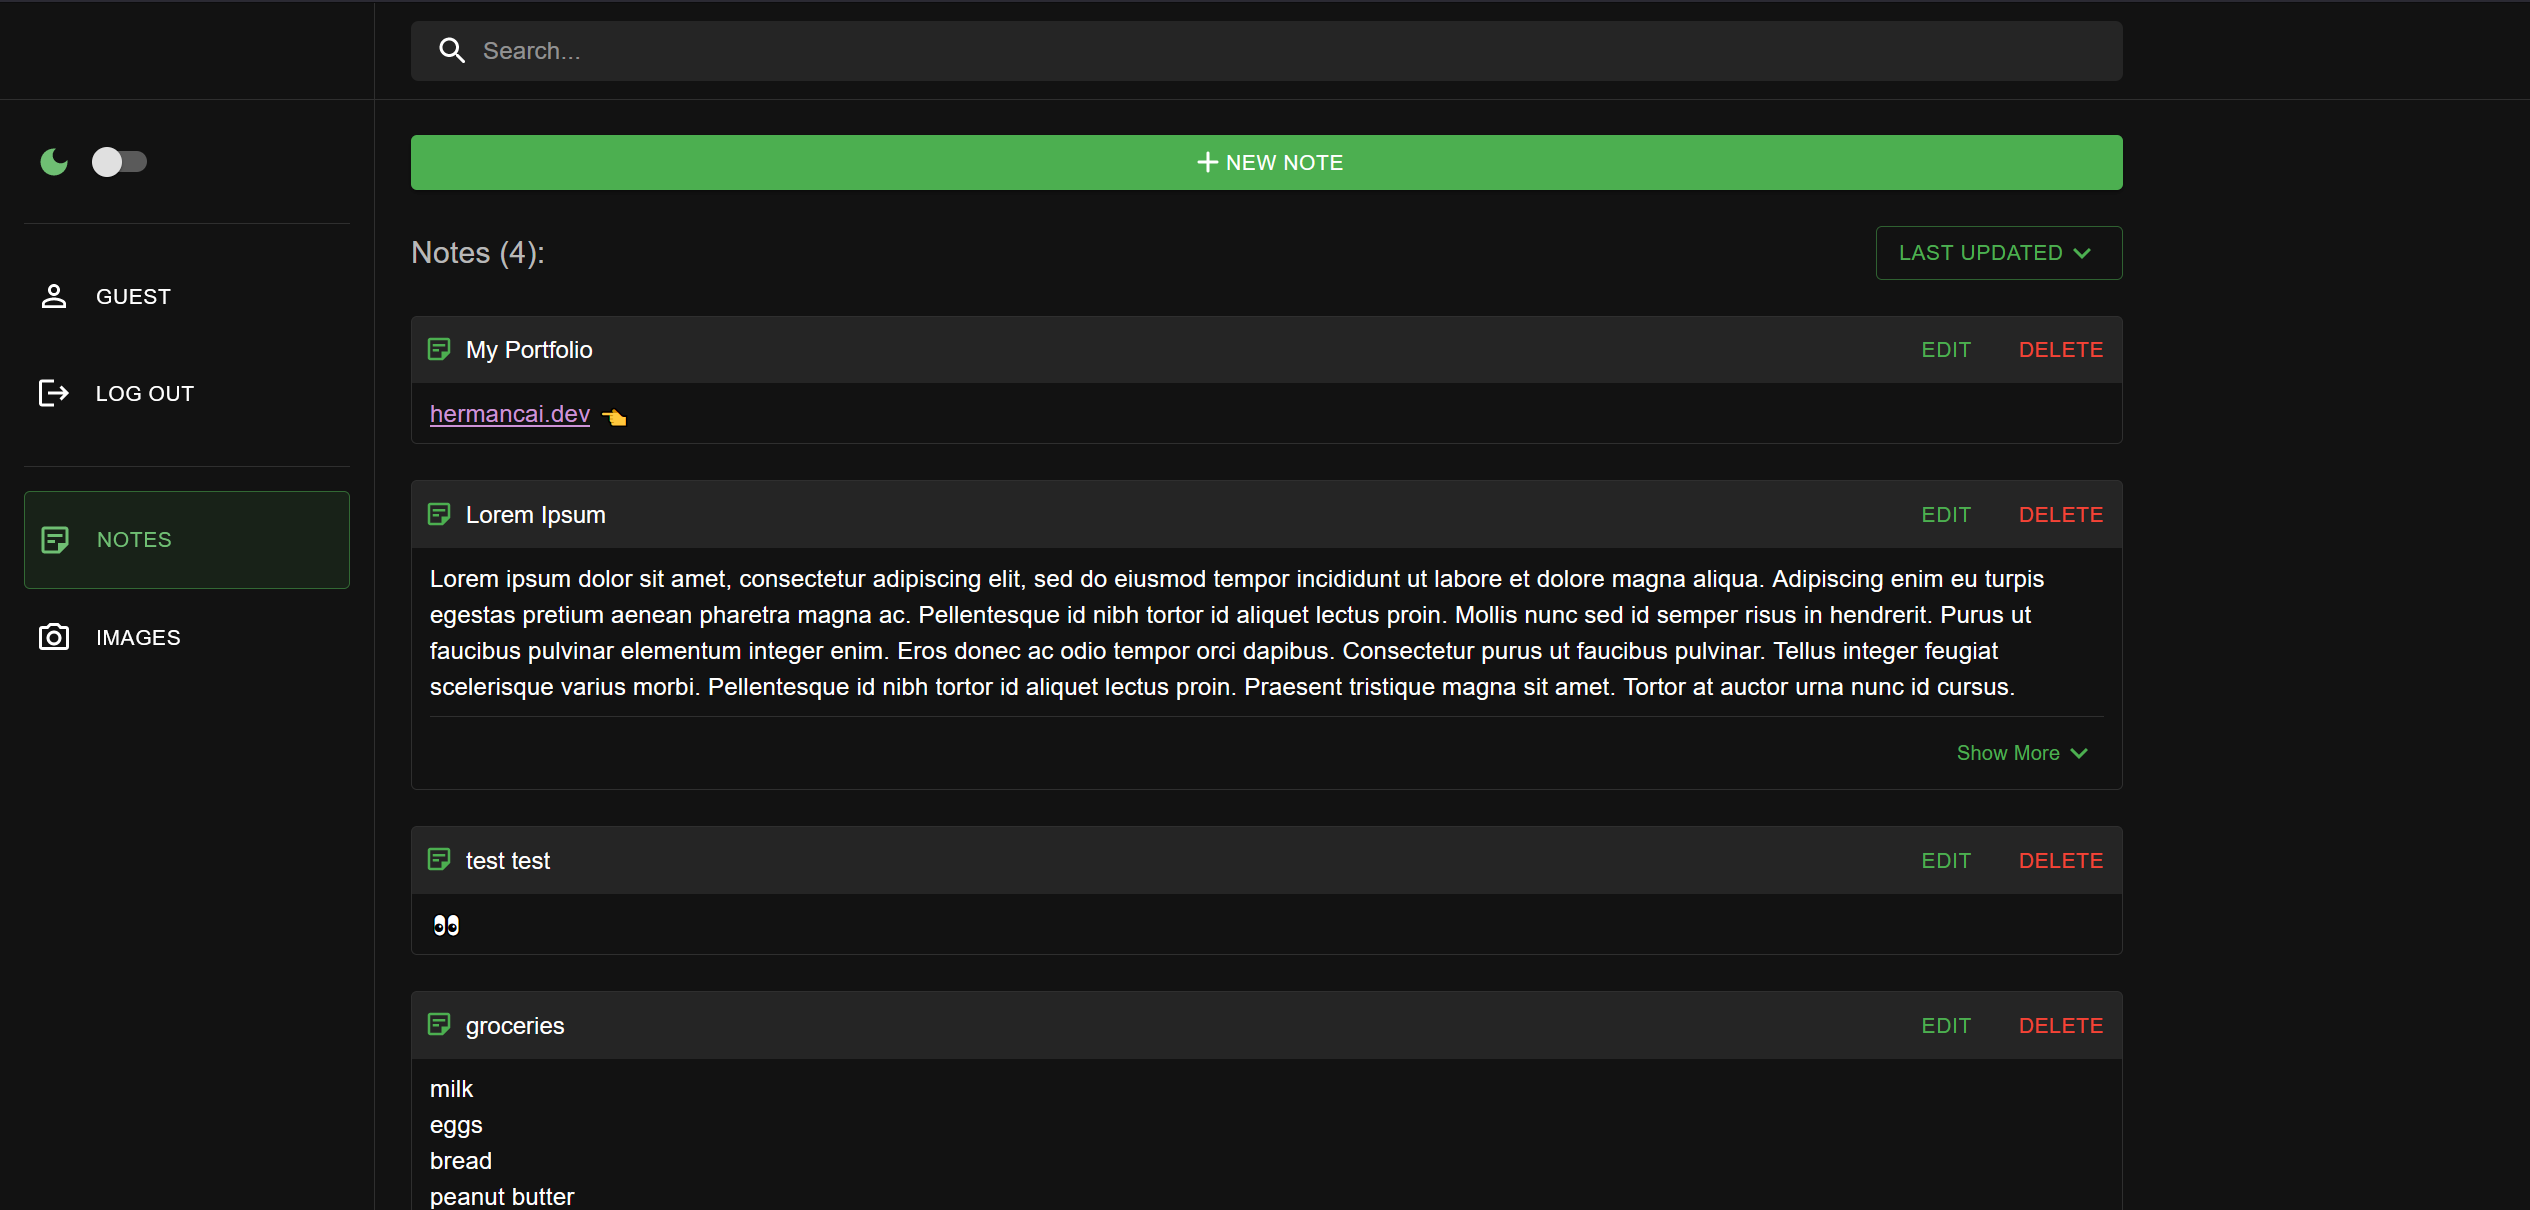 Search...
GUEST
LOG OUT
NOTES
IMAGES
NEW NOTE
Notes (4):
LAST UPDATED
My Portfolio
EDIT
DELETE
hermancai.dev 👈
Lorem Ipsum
EDIT
DELETE
Lorem ipsum dolor sit amet, consectetur adipiscing elit, sed do eiusmod tempor incididunt ut labore et dolore magna aliqua. Adipiscing enim eu turpis
egestas pretium aenean pharetra magna ac. Pellentesque id nibh tortor id aliquet lectus proin. Mollis nunc sed id semper risus in hendrerit. Purus ut
faucibus pulvinar elementum integer enim. Eros donec ac odio tempor orci dapibus. Consectetur purus ut faucibus pulvinar. Tellus integer feugiat
scelerisque varius morbi. Pellentesque id nibh tortor id aliquet lectus proin. Praesent tristique magna sit amet. Tortor at auctor urna nunc id cursus.
Show More
test test
EDIT
DELETE
👀
groceries
EDIT
DELETE
milk
eggs
bread
peanut butter